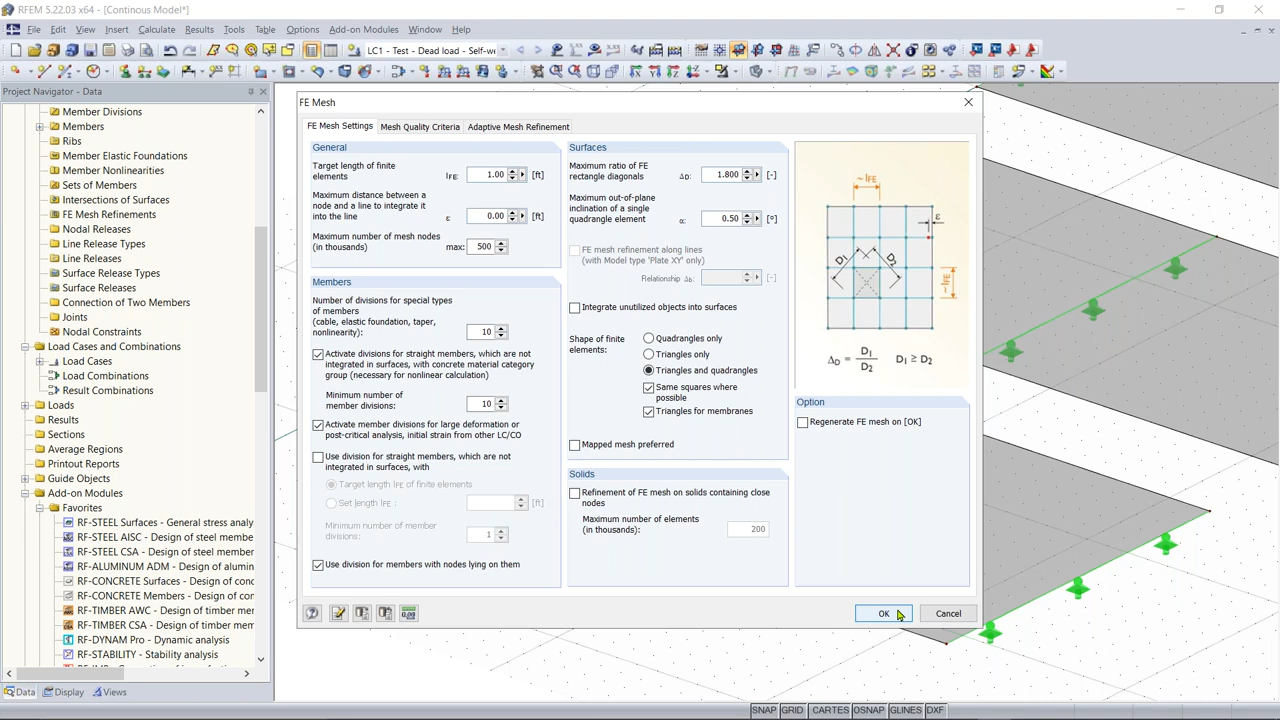 RFEM 5.22.03 x64 - [Continous Model*]
File Edit View Insert Calculate Results Tools Table Options Add-on Modules Window Help
LC1 - Test - Dead load - Self-we
Project Navigator - Data
Member Divisions
Members
Ribs
Member Elastic Foundations
Member Nonlinearities
Sets of Members
Intersections of Surfaces
FE Mesh Refinements
Nodal Releases
Line Release Types
Line Releases
Surface Release Types
Surface Releases
Connection of Two Members
Joints
Nodal Constraints
Load Cases and Combinations
Load Cases
Load Combinations
Result Combinations
Loads
Results
Sections
Average Regions
Printout Reports
Guide Objects
Add-on Modules
Favorites
RF-STEEL Surfaces - General stress analy
RF-STEEL AISC - Design of steel member
RF-STEEL CSA - Design of steel member
RF-ALUMINUM ADM - Design of alumin
RF-CONCRETE Surfaces - Design of con
RF-CONCRETE Members - Design of co
RF-TIMBER AWC - Design of timber me
RF-TIMBER CSA - Design of timber mem
RF-DYNAM Pro - Dynamic analysis
RF-STABILITY - Stability analysis
Data Display Views
FE Mesh
FE Mesh Settings Mesh Quality Criteria Adaptive Mesh Refinement
General
Target length of finite
elements
lFE: 1.00 [ft]
Maximum distance between a
node and a line to integrate it
into the line
ε 0.00 [ft]
Maximum number of mesh nodes
(in thousands)
max: 500
Members
Number of divisions for special types
of members
(cable, elastic foundation, taper,
nonlinearity):
10
Activate divisions for straight members, which are not
integrated in surfaces, with concrete material category
group (necessary for nonlinear calculation)
Minimum number of
member divisions:
10
Activate member divisions for large deformation or
post-critical analysis, initial strain from other LC/CO
Use division for straight members, which are not
integrated in surfaces, with
Target length lFE of finite elements
Set length lFE : [ft]
Minimum number of member
divisions:
1
Use division for members with nodes lying on them
Surfaces
Maximum ratio of FE
rectangle diagonals
ΔD: 1.800 [-]
Maximum out-of-plane
inclination of a single
quadrangle element
α: 0.50 [°]
FE mesh refinement along lines
(with Model type 'Plate XY' only)
Relationship Δb: [-]
Integrate unutilized objects into surfaces
Shape of finite
elements:
Quadrangles only
Triangles only
Triangles and quadrangles
Same squares where
possible
Triangles for membranes
Mapped mesh preferred
Solids
Refinement of FE mesh on solids containing close
nodes
Maximum number of elements
(in thousands):
200
~ lFE
ε
D1
D2
~ lFE
ΔD = D1 / D2 D1 ≥ D2
Option
Regenerate FE mesh on [OK]
0.00
OK Cancel
SNAP GRID CARTES OSNAP GLINES DXF